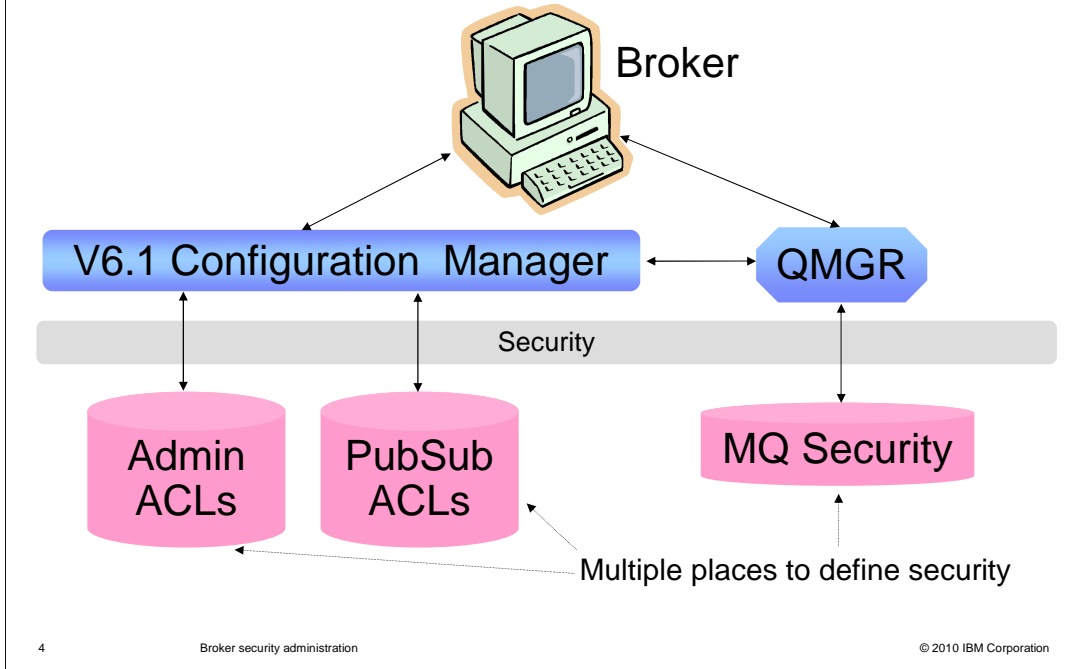 Broker
V6.1 Configuration Manager
QMGR
Security
Admin
ACLs
PubSub
ACLs
MQ Security
Multiple places to define security
4
Broker security administration
© 2010 IBM Corporation